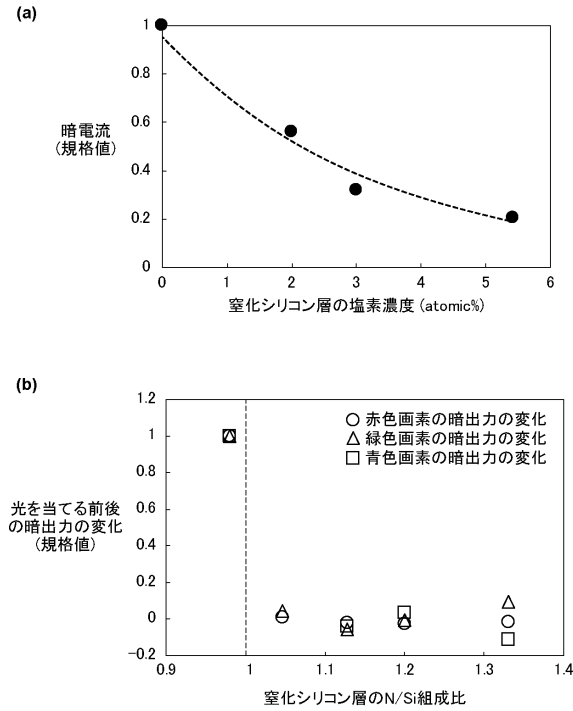 (a)
1
0.8
0.6
0.4
0.2
0
暗電流
(規格値)
0 1 2 3 4 5 6
窒化シリコン層の塩素濃度 (atomic%)
(b)
1.2
1
0.8
0.6
0.4
0.2
0
−0.2
光を当てる前後
の暗出力の変化
(規格値)
赤色画素の暗出力の変化
緑色画素の暗出力の変化
青色画素の暗出力の変化
0.9 1 1.1 1.2 1.3 1.4
窒化シリコン層のN/Si組成比